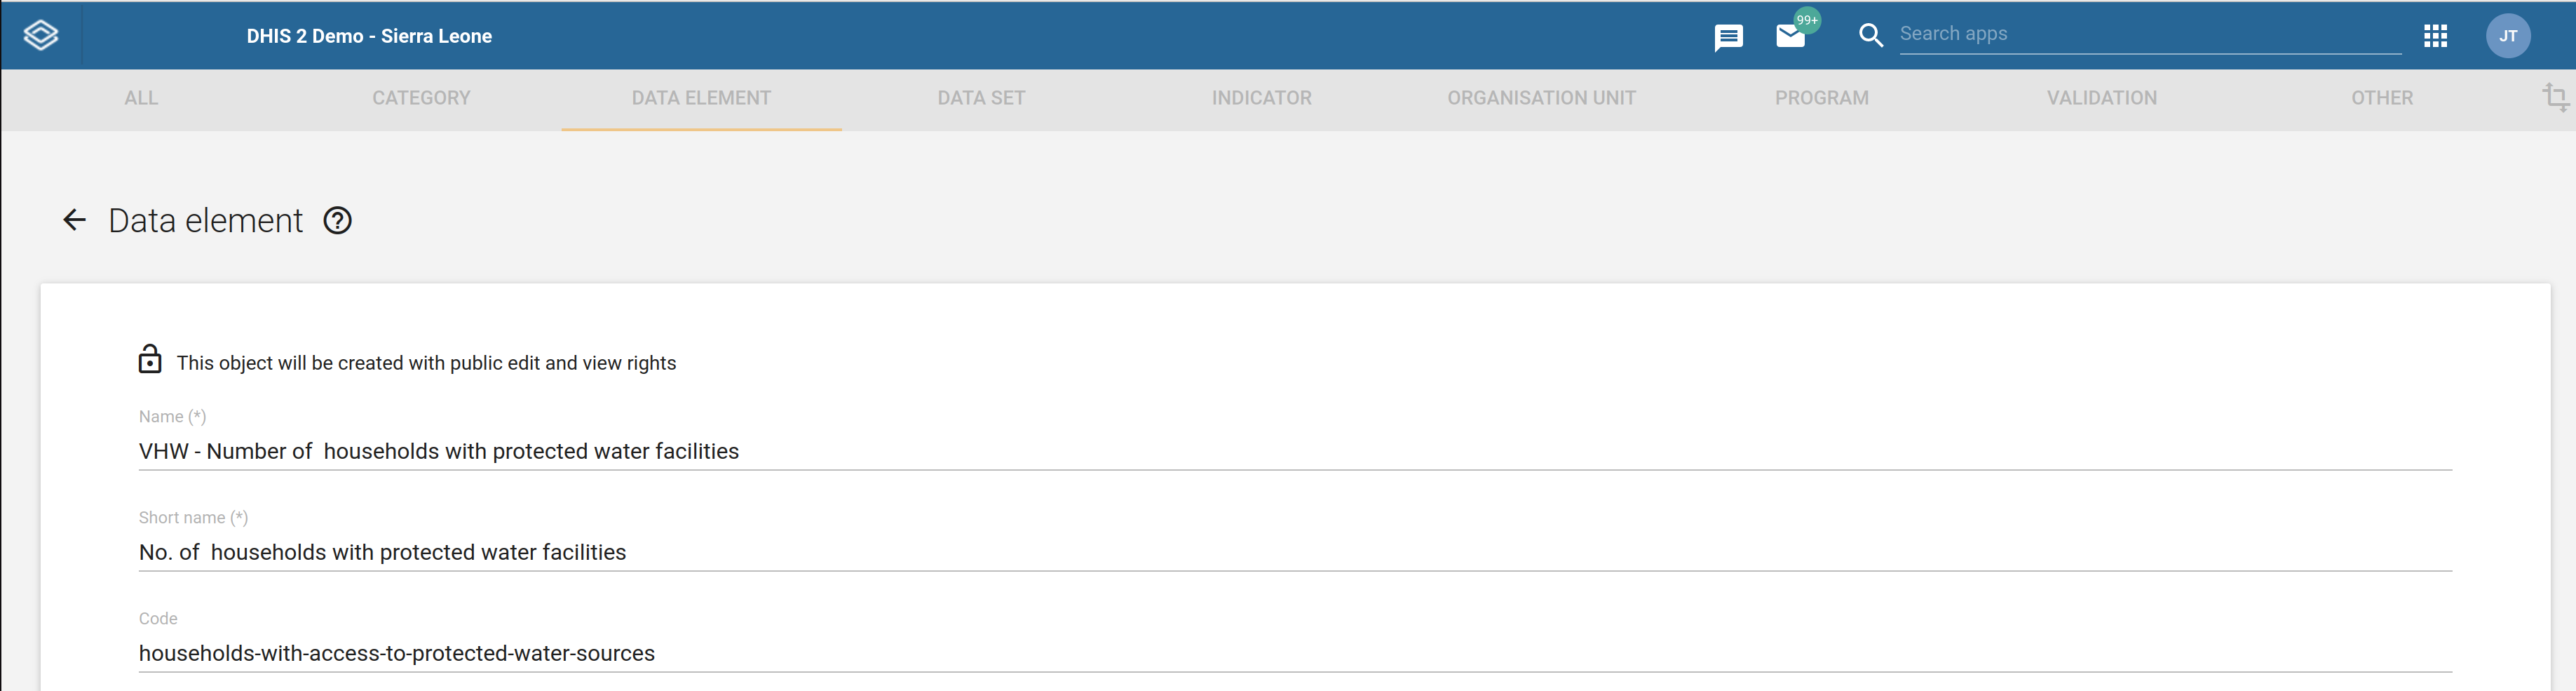 DHIS 2 Demo - Sierra Leone 99+ Search apps JT
ALL CATEGORY DATA ELEMENT DATA SET INDICATOR ORGANISATION UNIT PROGRAM VALIDATION OTHER
Data element ?
This object will be created with public edit and view rights
Name (*)
VHW - Number of  households with protected water facilities
Short name (*)
No. of  households with protected water facilities
Code
households-with-access-to-protected-water-sources